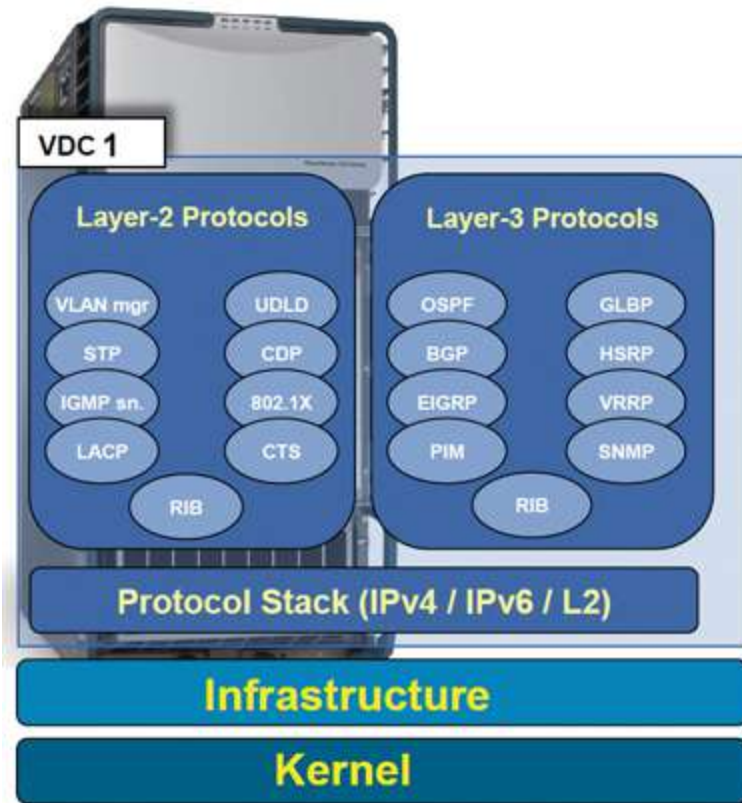 VDC 1
Layer-2 Protocols
VLAN mgr
UDLD
STP
CDP
IGMP sn.
802.1X
LACP
CTS
RIB
Layer-3 Protocols
OSPF
GLBP
BGP
HSRP
EIGRP
VRRP
PIM
SNMP
RIB
Protocol Stack (IPv4 / IPv6 / L2)
Infrastructure
Kernel